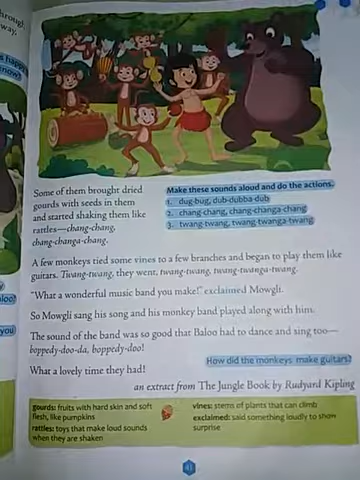 hrough,
way,
happ
know?
Some of them brought dried
gourds with seeds in them
and started shaking them like
rattles—chang-chang,
chang-changa-chang.
Make these sounds aloud and do the actions.
1. dug-bug, dub-dubba-dub
2. chang-chang, chang-changa-chang
3. twang-twang, twang-twanga-twang
A few monkeys tied some vines to a few branches and began to play them like
guitars. Twang-twang, they went, twang-twang, twang-twanga-twang.
"What a wonderful music band you make!" exclaimed Mowgli.
So Mowgli sang his song and his monkey band played along with him.
The sound of the band was so good that Baloo had to dance and sing too—
boppedy-doo-da, boppedy-doo!
aloo?
you
How did the monkeys make guitars?
What a lovely time they had!
an extract from The Jungle Book by Rudyard Kipling
gourds: fruits with hard skin and soft
flesh, like pumpkins
rattles: toys that make loud sounds
when they are shaken
vines: stems of plants that can climb
exclaimed: said something loudly to show
surprise
41